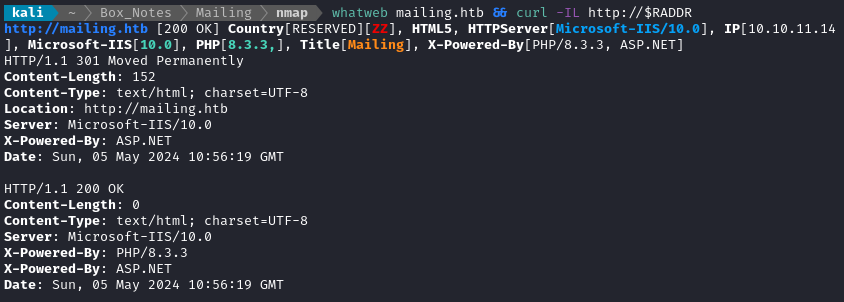 kali ~ Box_Notes Mailing nmap whatweb mailing.htb && curl -IL http://$RADDR
http://mailing.htb [200 OK] Country[RESERVED][ZZ], HTML5, HTTPServer[Microsoft-IIS/10.0], IP[10.10.11.14
], Microsoft-IIS[10.0], PHP[8.3.3,], Title[Mailing], X-Powered-By[PHP/8.3.3, ASP.NET]
HTTP/1.1 301 Moved Permanently
Content-Length: 152
Content-Type: text/html; charset=UTF-8
Location: http://mailing.htb
Server: Microsoft-IIS/10.0
X-Powered-By: ASP.NET
Date: Sun, 05 May 2024 10:56:19 GMT

HTTP/1.1 200 OK
Content-Length: 0
Content-Type: text/html; charset=UTF-8
Server: Microsoft-IIS/10.0
X-Powered-By: PHP/8.3.3
X-Powered-By: ASP.NET
Date: Sun, 05 May 2024 10:56:19 GMT